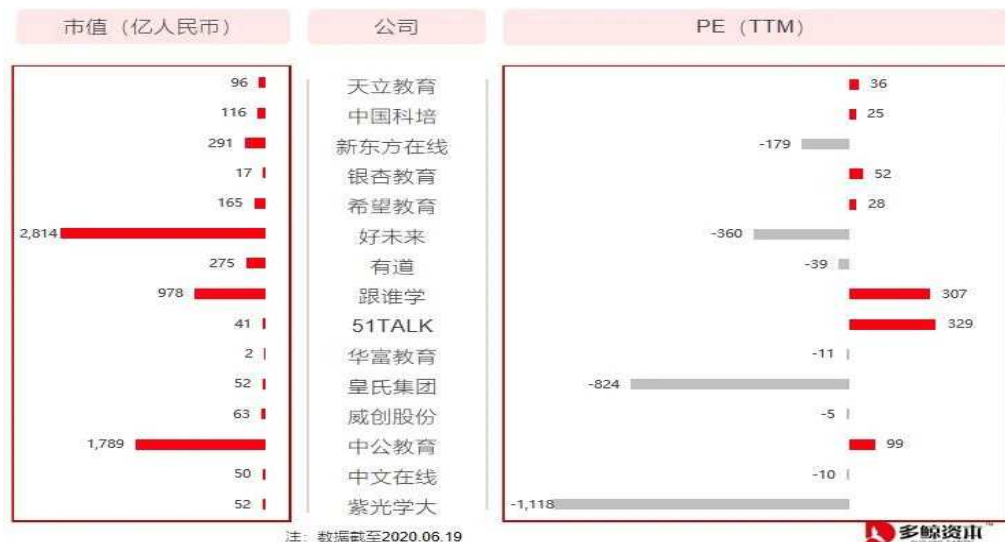 市值（亿人民币） 公司 PE（TTM）
96 天立教育 36
116 中国科培 25
291 新东方在线 -179
17 银杏教育 52
165 希望教育 28
2,814 好未来 -360
275 有道 -39
978 跟谁学 307
41 51TALK 329
2 华富教育 -11
52 皇氏集团 -824
63 威创股份 -5
1,789 中公教育 99
50 中文在线 -10
52 紫光学大 -1,118
注：数据截至2020.06.19
多鲸资本™